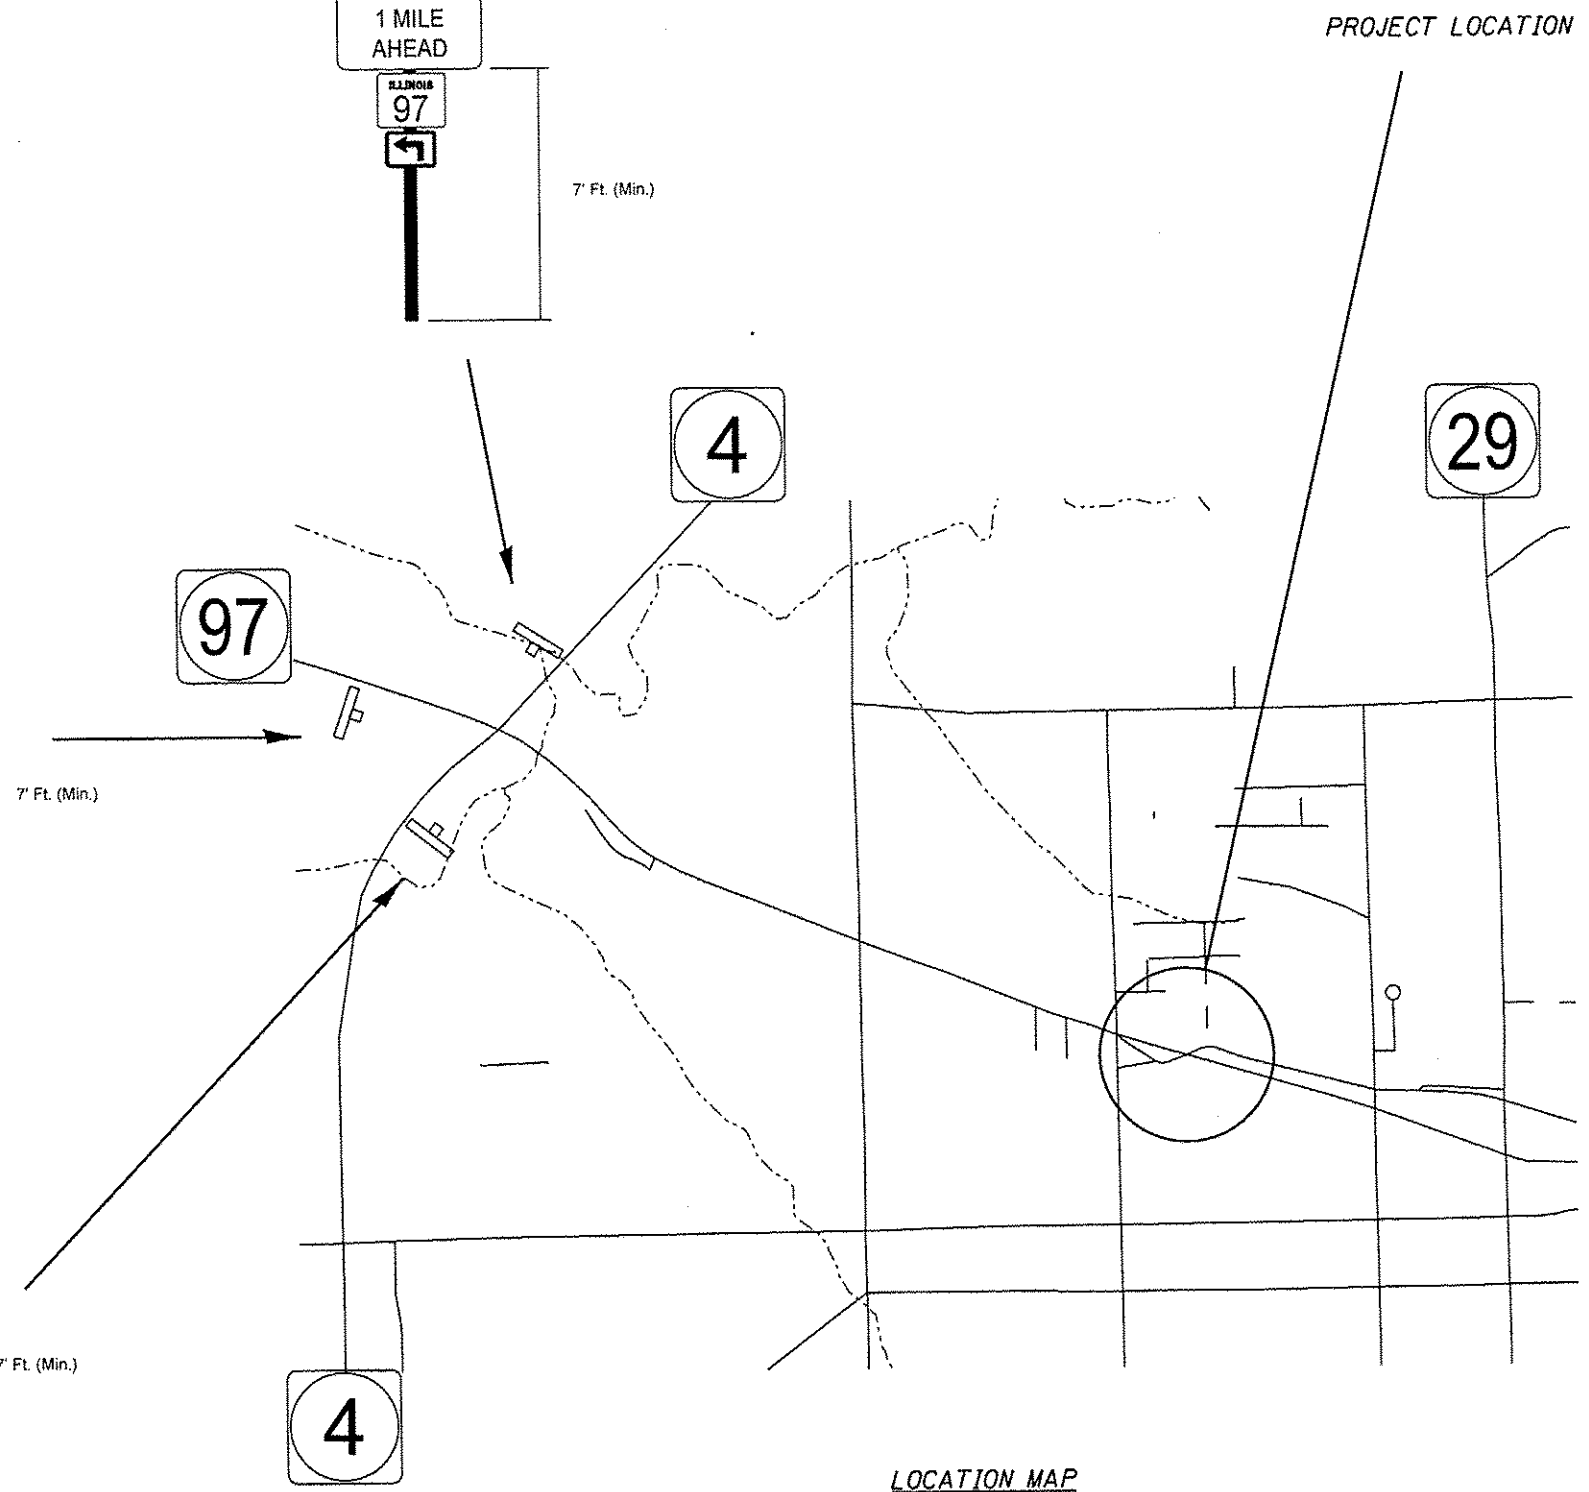 1 MILE
AHEAD
PROJECT LOCATION
ILLINOIS
97
7' Ft. (Min.)
4
29
97
7' Ft. (Min.)
7' Ft. (Min.)
4
LOCATION MAP